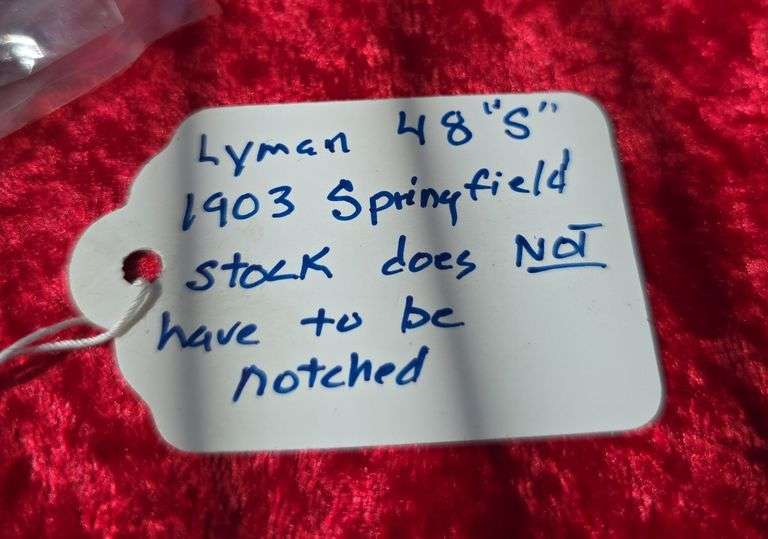 Lyman 48 "S"
1903 Springfield
stock does NOT
have to be
notched